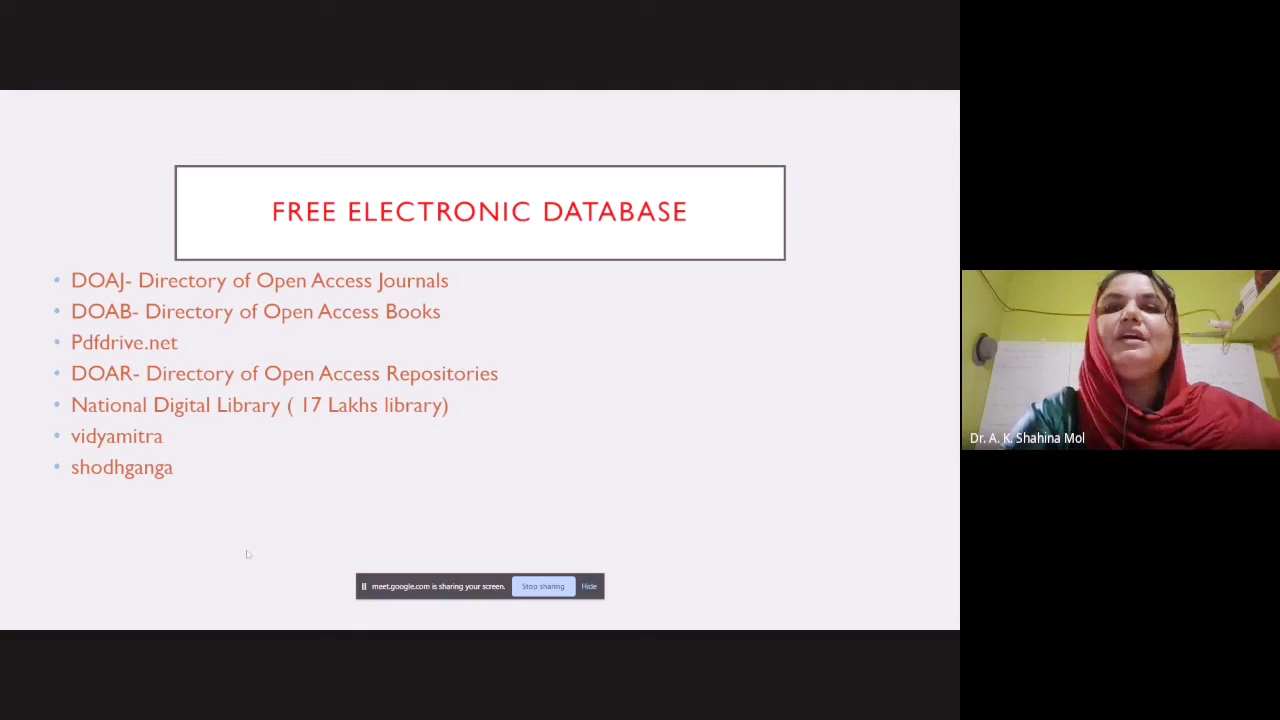 FREE ELECTRONIC DATABASE
• DOAJ- Directory of Open Access Journals
• DOAB- Directory of Open Access Books
• Pdfdrive.net
• DOAR- Directory of Open Access Repositories
• National Digital Library ( 17 Lakhs library)
• vidyamitra
• shodhganga
meet.google.com is sharing your screen. Stop sharing Hide
Dr. A. K. Shahina Mol